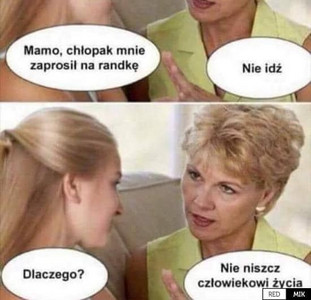 Mamo, chłopak mnie
zaprosił na randkę
Nie idź
Dlaczego?
Nie niszcz
człowiekowi życia
RED MIK